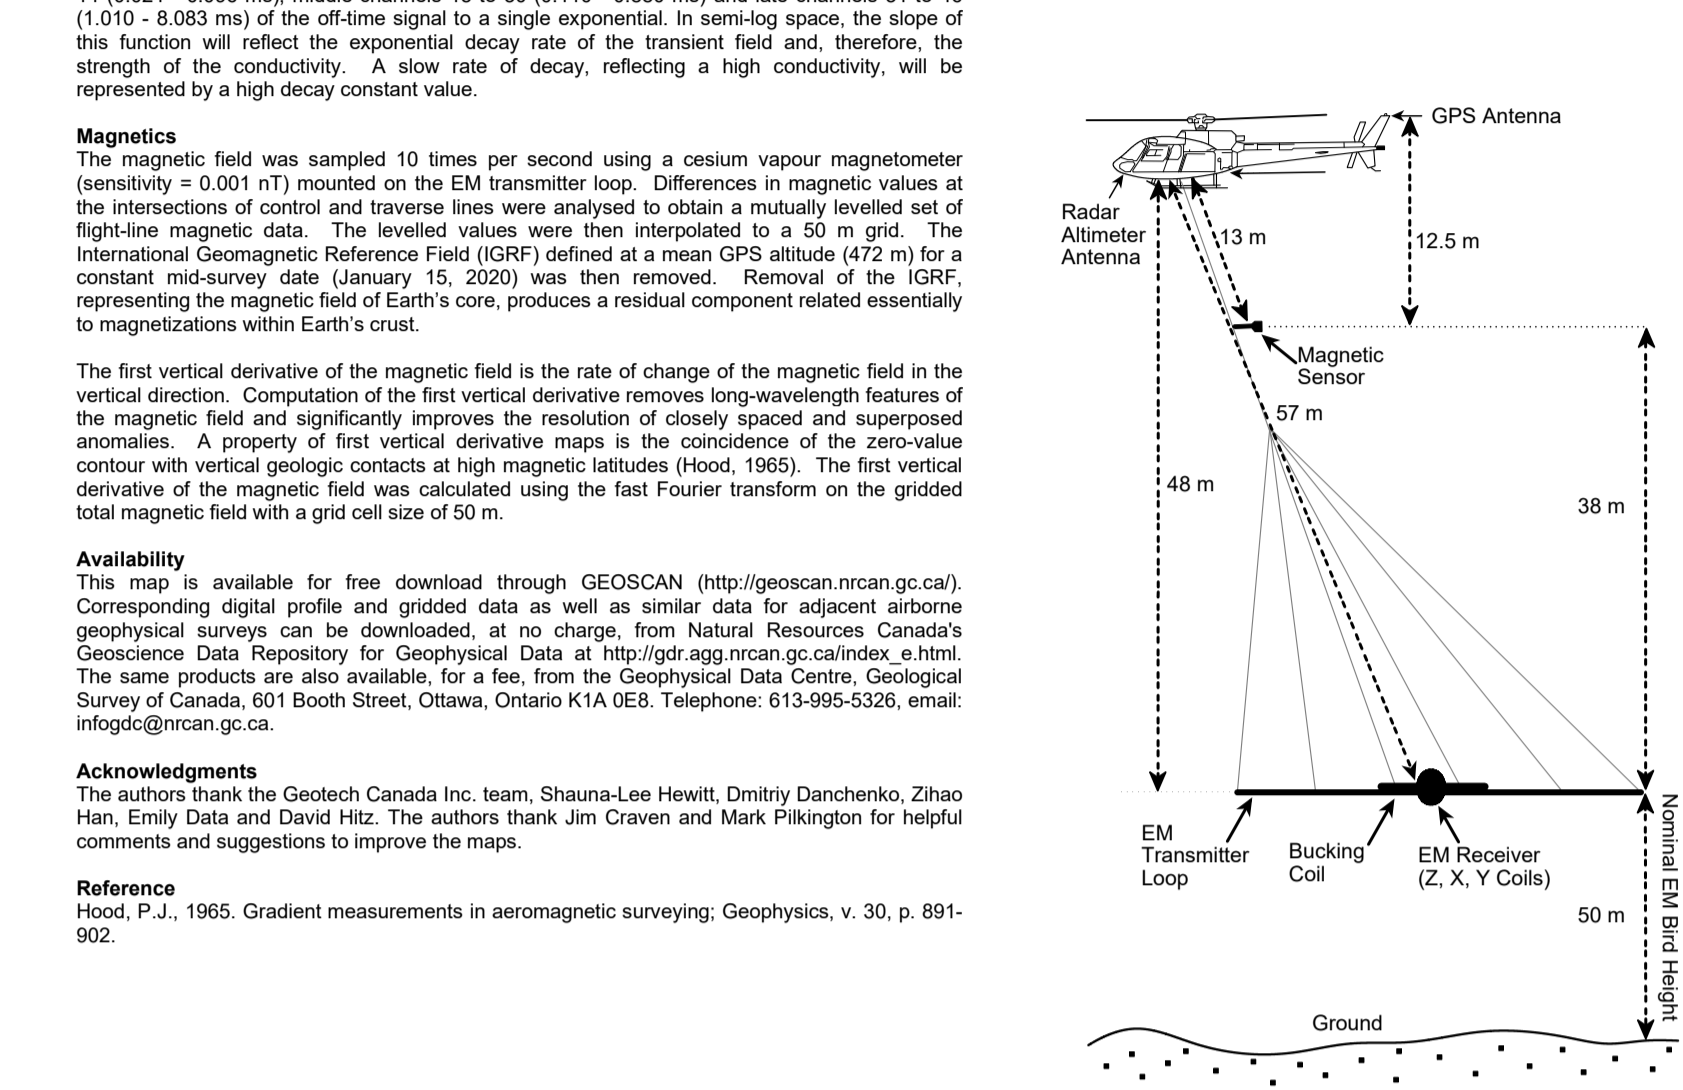 (1.010 - 8.083 ms) of the off-time signal to a single exponential. In semi-log space, the slope of
this function will reflect the exponential decay rate of the transient field and, therefore, the
strength of the conductivity. A slow rate of decay, reflecting a high conductivity, will be
represented by a high decay constant value.
Magnetics
The magnetic field was sampled 10 times per second using a cesium vapour magnetometer
(sensitivity = 0.001 nT) mounted on the EM transmitter loop. Differences in magnetic values at
the intersections of control and traverse lines were analysed to obtain a mutually levelled set of
flight-line magnetic data. The levelled values were then interpolated to a 50 m grid. The
International Geomagnetic Reference Field (IGRF) defined at a mean GPS altitude (472 m) for a
constant mid-survey date (January 15, 2020) was then removed. Removal of the IGRF,
representing the magnetic field of Earth's core, produces a residual component related essentially
to magnetizations within Earth's crust.
The first vertical derivative of the magnetic field is the rate of change of the magnetic field in the
vertical direction. Computation of the first vertical derivative removes long-wavelength features of
the magnetic field and significantly improves the resolution of closely spaced and superposed
anomalies. A property of first vertical derivative maps is the coincidence of the zero-value
contour with vertical geologic contacts at high magnetic latitudes (Hood, 1965). The first vertical
derivative of the magnetic field was calculated using the fast Fourier transform on the gridded
total magnetic field with a grid cell size of 50 m.
Availability
This map is available for free download through GEOSCAN (http://geoscan.nrcan.gc.ca/).
Corresponding digital profile and gridded data as well as similar data for adjacent airborne
geophysical surveys can be downloaded, at no charge, from Natural Resources Canada's
Geoscience Data Repository for Geophysical Data at http://gdr.agg.nrcan.gc.ca/index_e.html.
The same products are also available, for a fee, from the Geophysical Data Centre, Geological
Survey of Canada, 601 Booth Street, Ottawa, Ontario K1A 0E8. Telephone: 613-995-5326, email:
infogdc@nrcan.gc.ca.
Acknowledgments
The authors thank the Geotech Canada Inc. team, Shauna-Lee Hewitt, Dmitriy Danchenko, Zihao
Han, Emily Data and David Hitz. The authors thank Jim Craven and Mark Pilkington for helpful
comments and suggestions to improve the maps.
Reference
Hood, P.J., 1965. Gradient measurements in aeromagnetic surveying; Geophysics, v. 30, p. 891-
902.
GPS Antenna
Radar
Altimeter
Antenna
13 m
12.5 m
Magnetic
Sensor
57 m
48 m
38 m
EM
Transmitter
Loop
Bucking
Coil
EM Receiver
(Z, X, Y Coils)
50 m
Nominal EM Bird Height
Ground